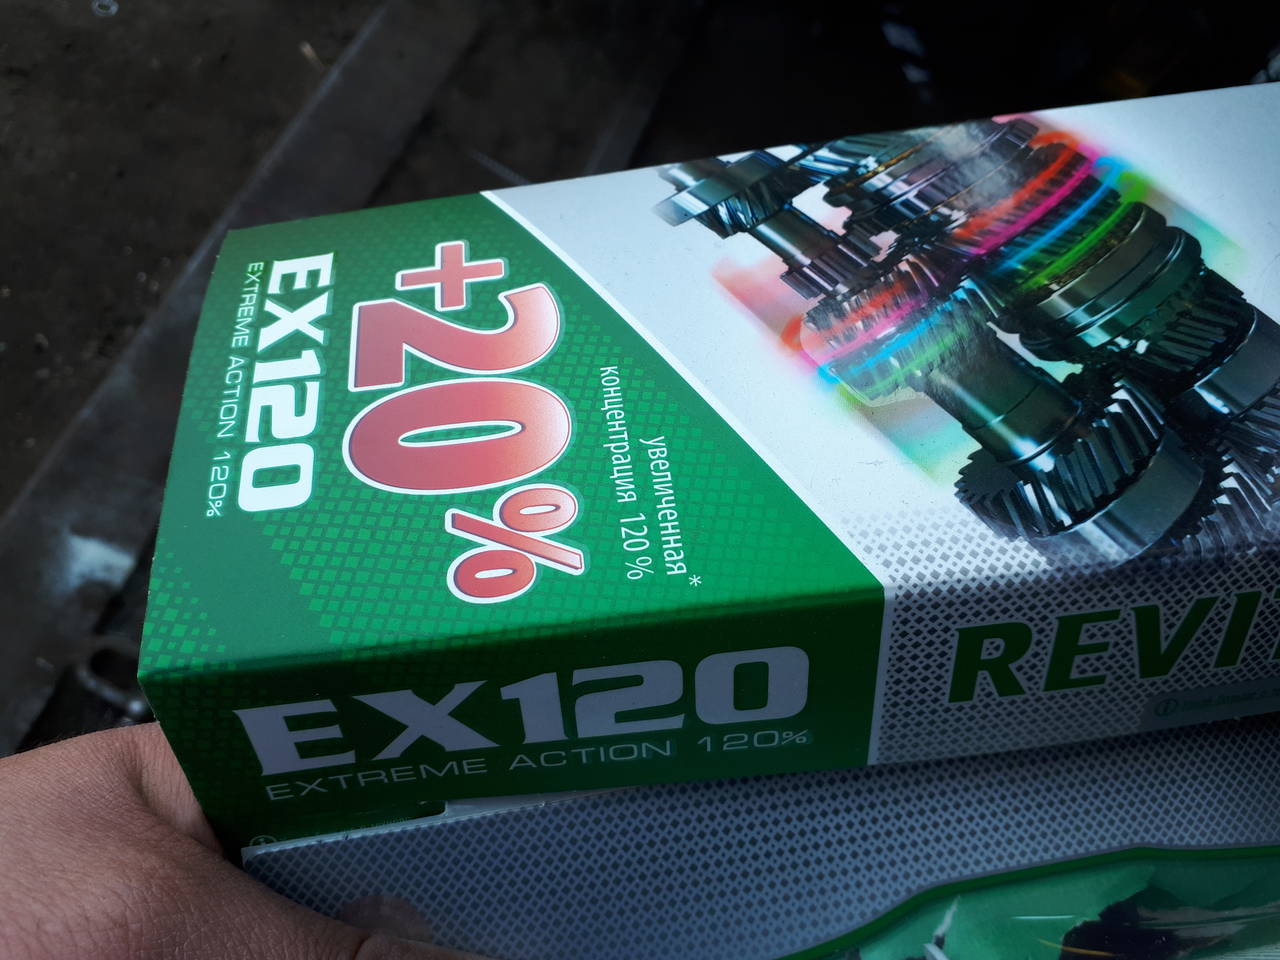 +20%
увеличенная *
концентрация 120 %
EX120
EXTREME ACTION 120%
EX120
EXTREME ACTION 120%
REVI